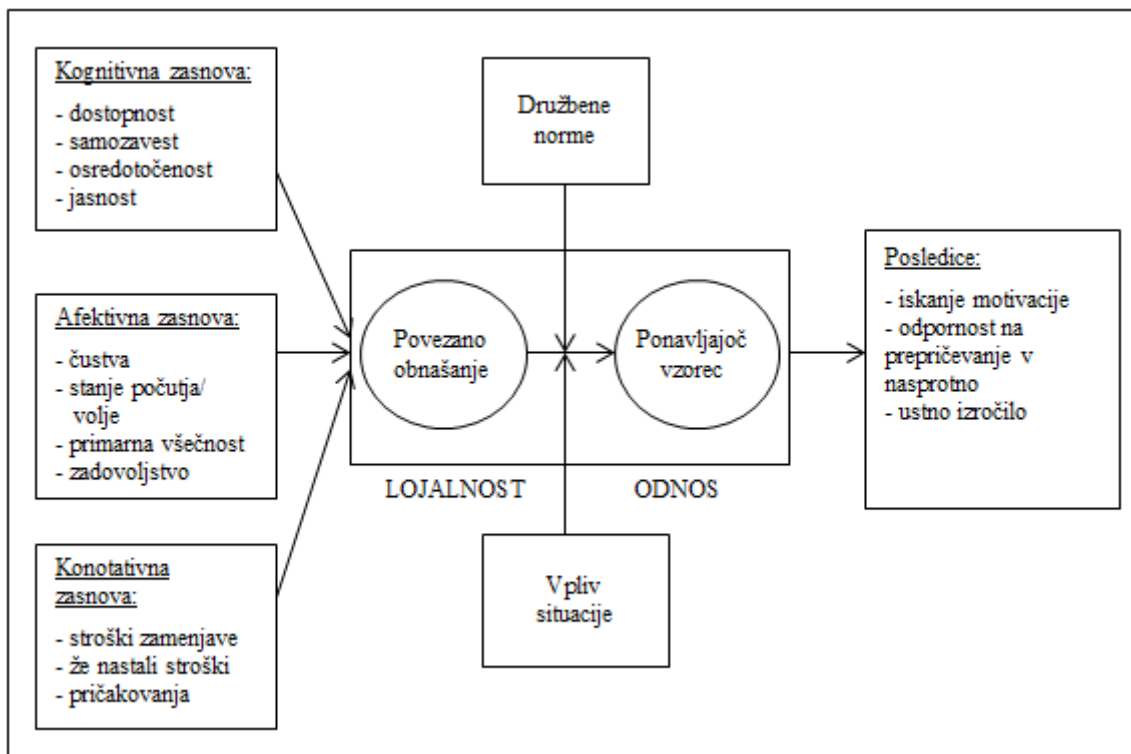 Kognitivna zasnova:
- dostopnost
- samozavest
- osredotočenost
- jasnost
Afektivna zasnova:
- čustva
- stanje počutja/
volje
- primarna všečnost
- zadovoljstvo
Konotativna
zasnova:
- stroški zamenjave
- že nastali stroški
- pričakovanja
Družbene
norme
Povezano
obnašanje
Ponavljajoč
vzorec
LOJALNOST
ODNOS
Vpliv
situacije
Posledice:
- iskanje motivacije
- odpornost na
prepričevanje v
nasprotno
- ustno izročilo